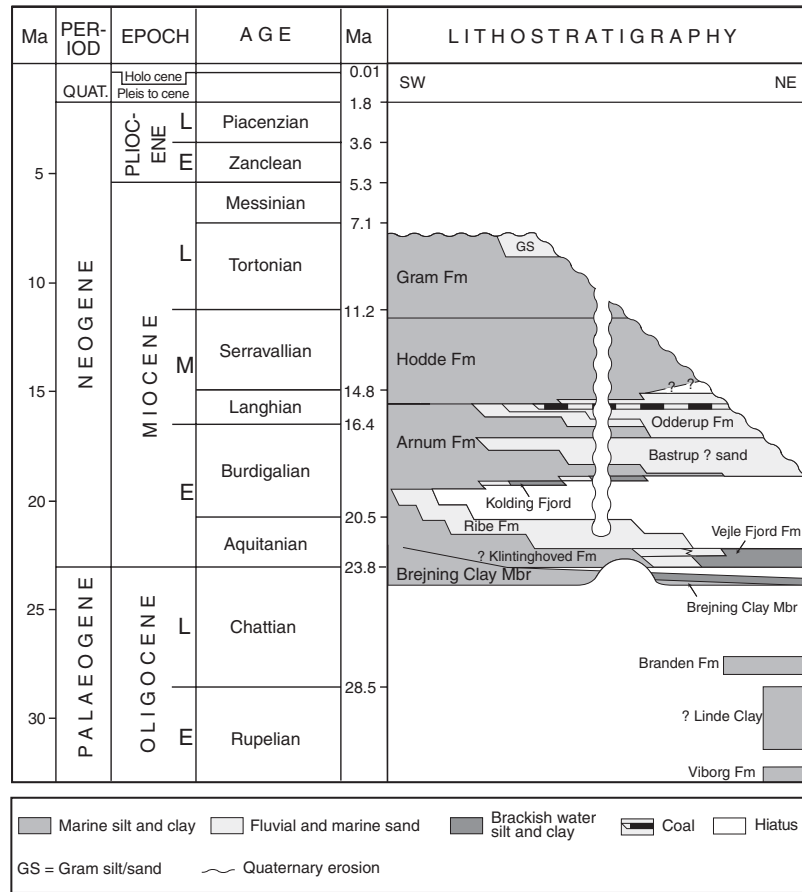 Ma PER-IOD EPOCH A G E Ma L I T H O S T R A T I G R A P H Y
SW NE
0.01
Holo cene
QUAT. Pleis to cene
1.8
PLIOC-ENE
L Piacenzian
3.6
E Zanclean
5
5.3
Messinian
7.1
GS
L
Tortonian
Gram Fm
10
11.2
NEOGENE
MIOCENE
Serravallian
Hodde Fm
M
? ?
15
14.8
Langhian
Odderup Fm
16.4
Arnum Fm
Bastrup ? sand
Burdigalian
E
20
Kolding Fjord
20.5
Ribe Fm
Vejle Fjord Fm
Aquitanian
? Klintinghoved Fm
23.8
Brejning Clay Mbr
25
Brejning Clay Mbr
PALAEOGENE
OLIGOCENE
L Chattian
Branden Fm
28.5
30
? Linde Clay
E Rupelian
Viborg Fm
Marine silt and clay
Fluvial and marine sand
Brackish water
silt and clay
Coal
Hiatus
GS = Gram silt/sand
Quaternary erosion